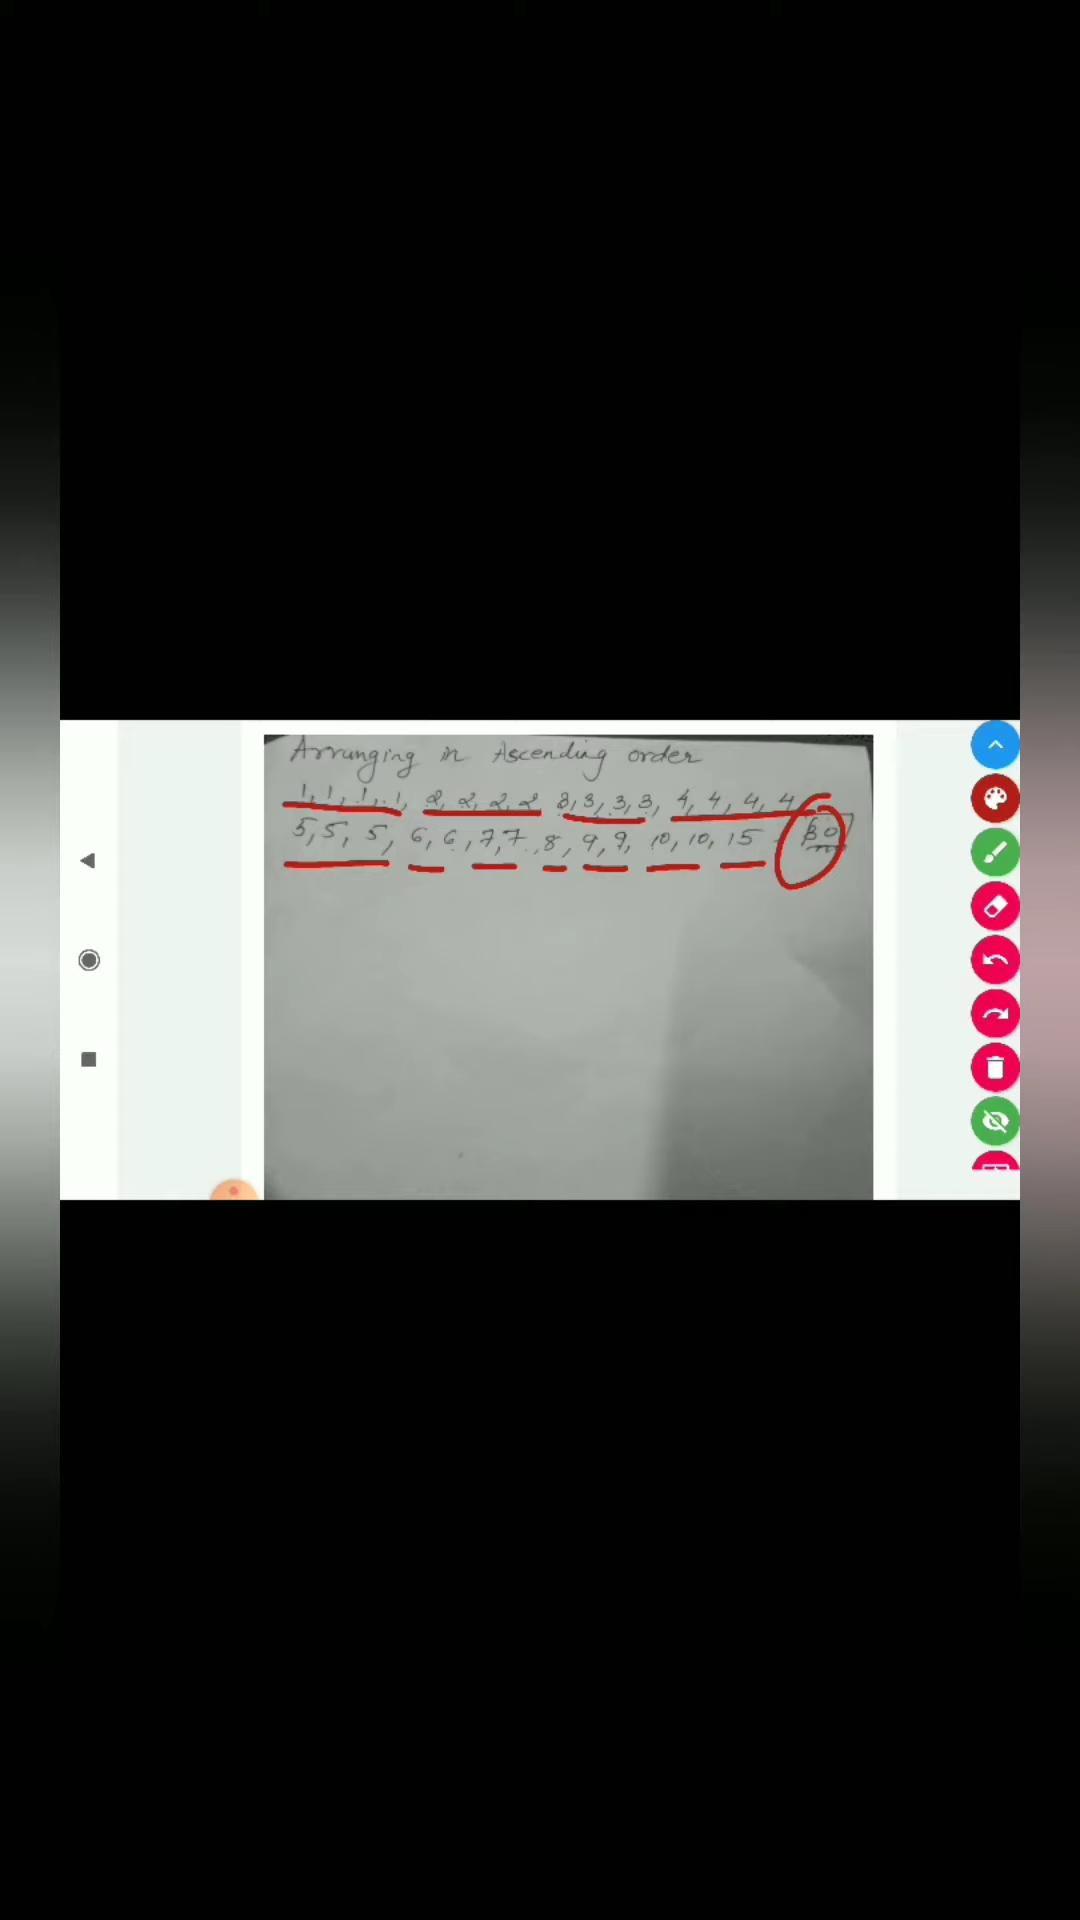 Arranging in Ascending order
1, 1, 1, 1, 2, 2, 2, 2 3, 3, 3, 3, 4, 4, 4, 4
5, 5, 5, 6, 6, 7, 7, 8, 9, 9, 10, 10, 15 30